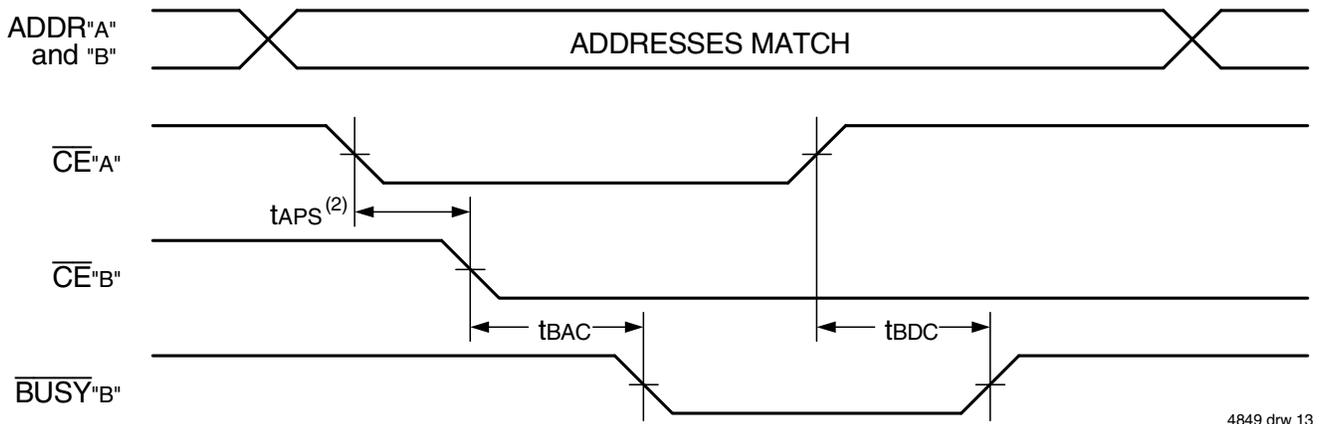 ADDR"A"
and "B"
ADDRESSES MATCH
CE"A"
tAPS(2)
CE"B"
tBAC
tBDC
BUSY"B"
4849 drw 13